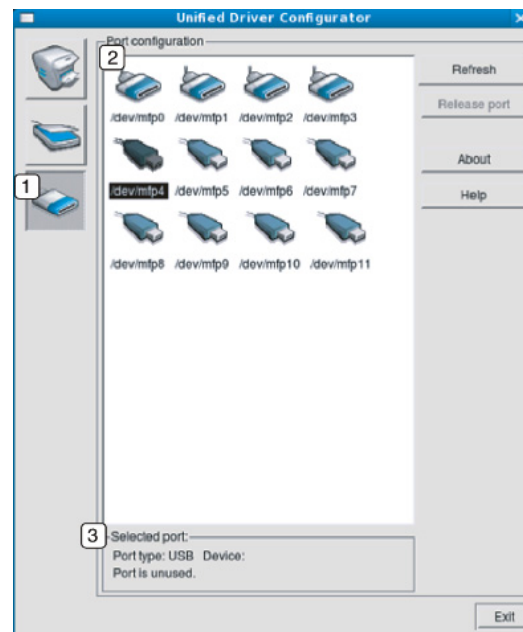 Unified Driver Configurator
Port configuration
2
Refresh
/dev/mfp0 /dev/mfp1 /dev/mfp2 /dev/mfp3
Release port
About
1
/dev/mfp4 /dev/mfp5 /dev/mfp6 /dev/mfp7
Help
/dev/mfp8 /dev/mfp9 /dev/mfp10 /dev/mfp11
3
Selected port:
Port type: USB Device:
Port is unused.
Exit